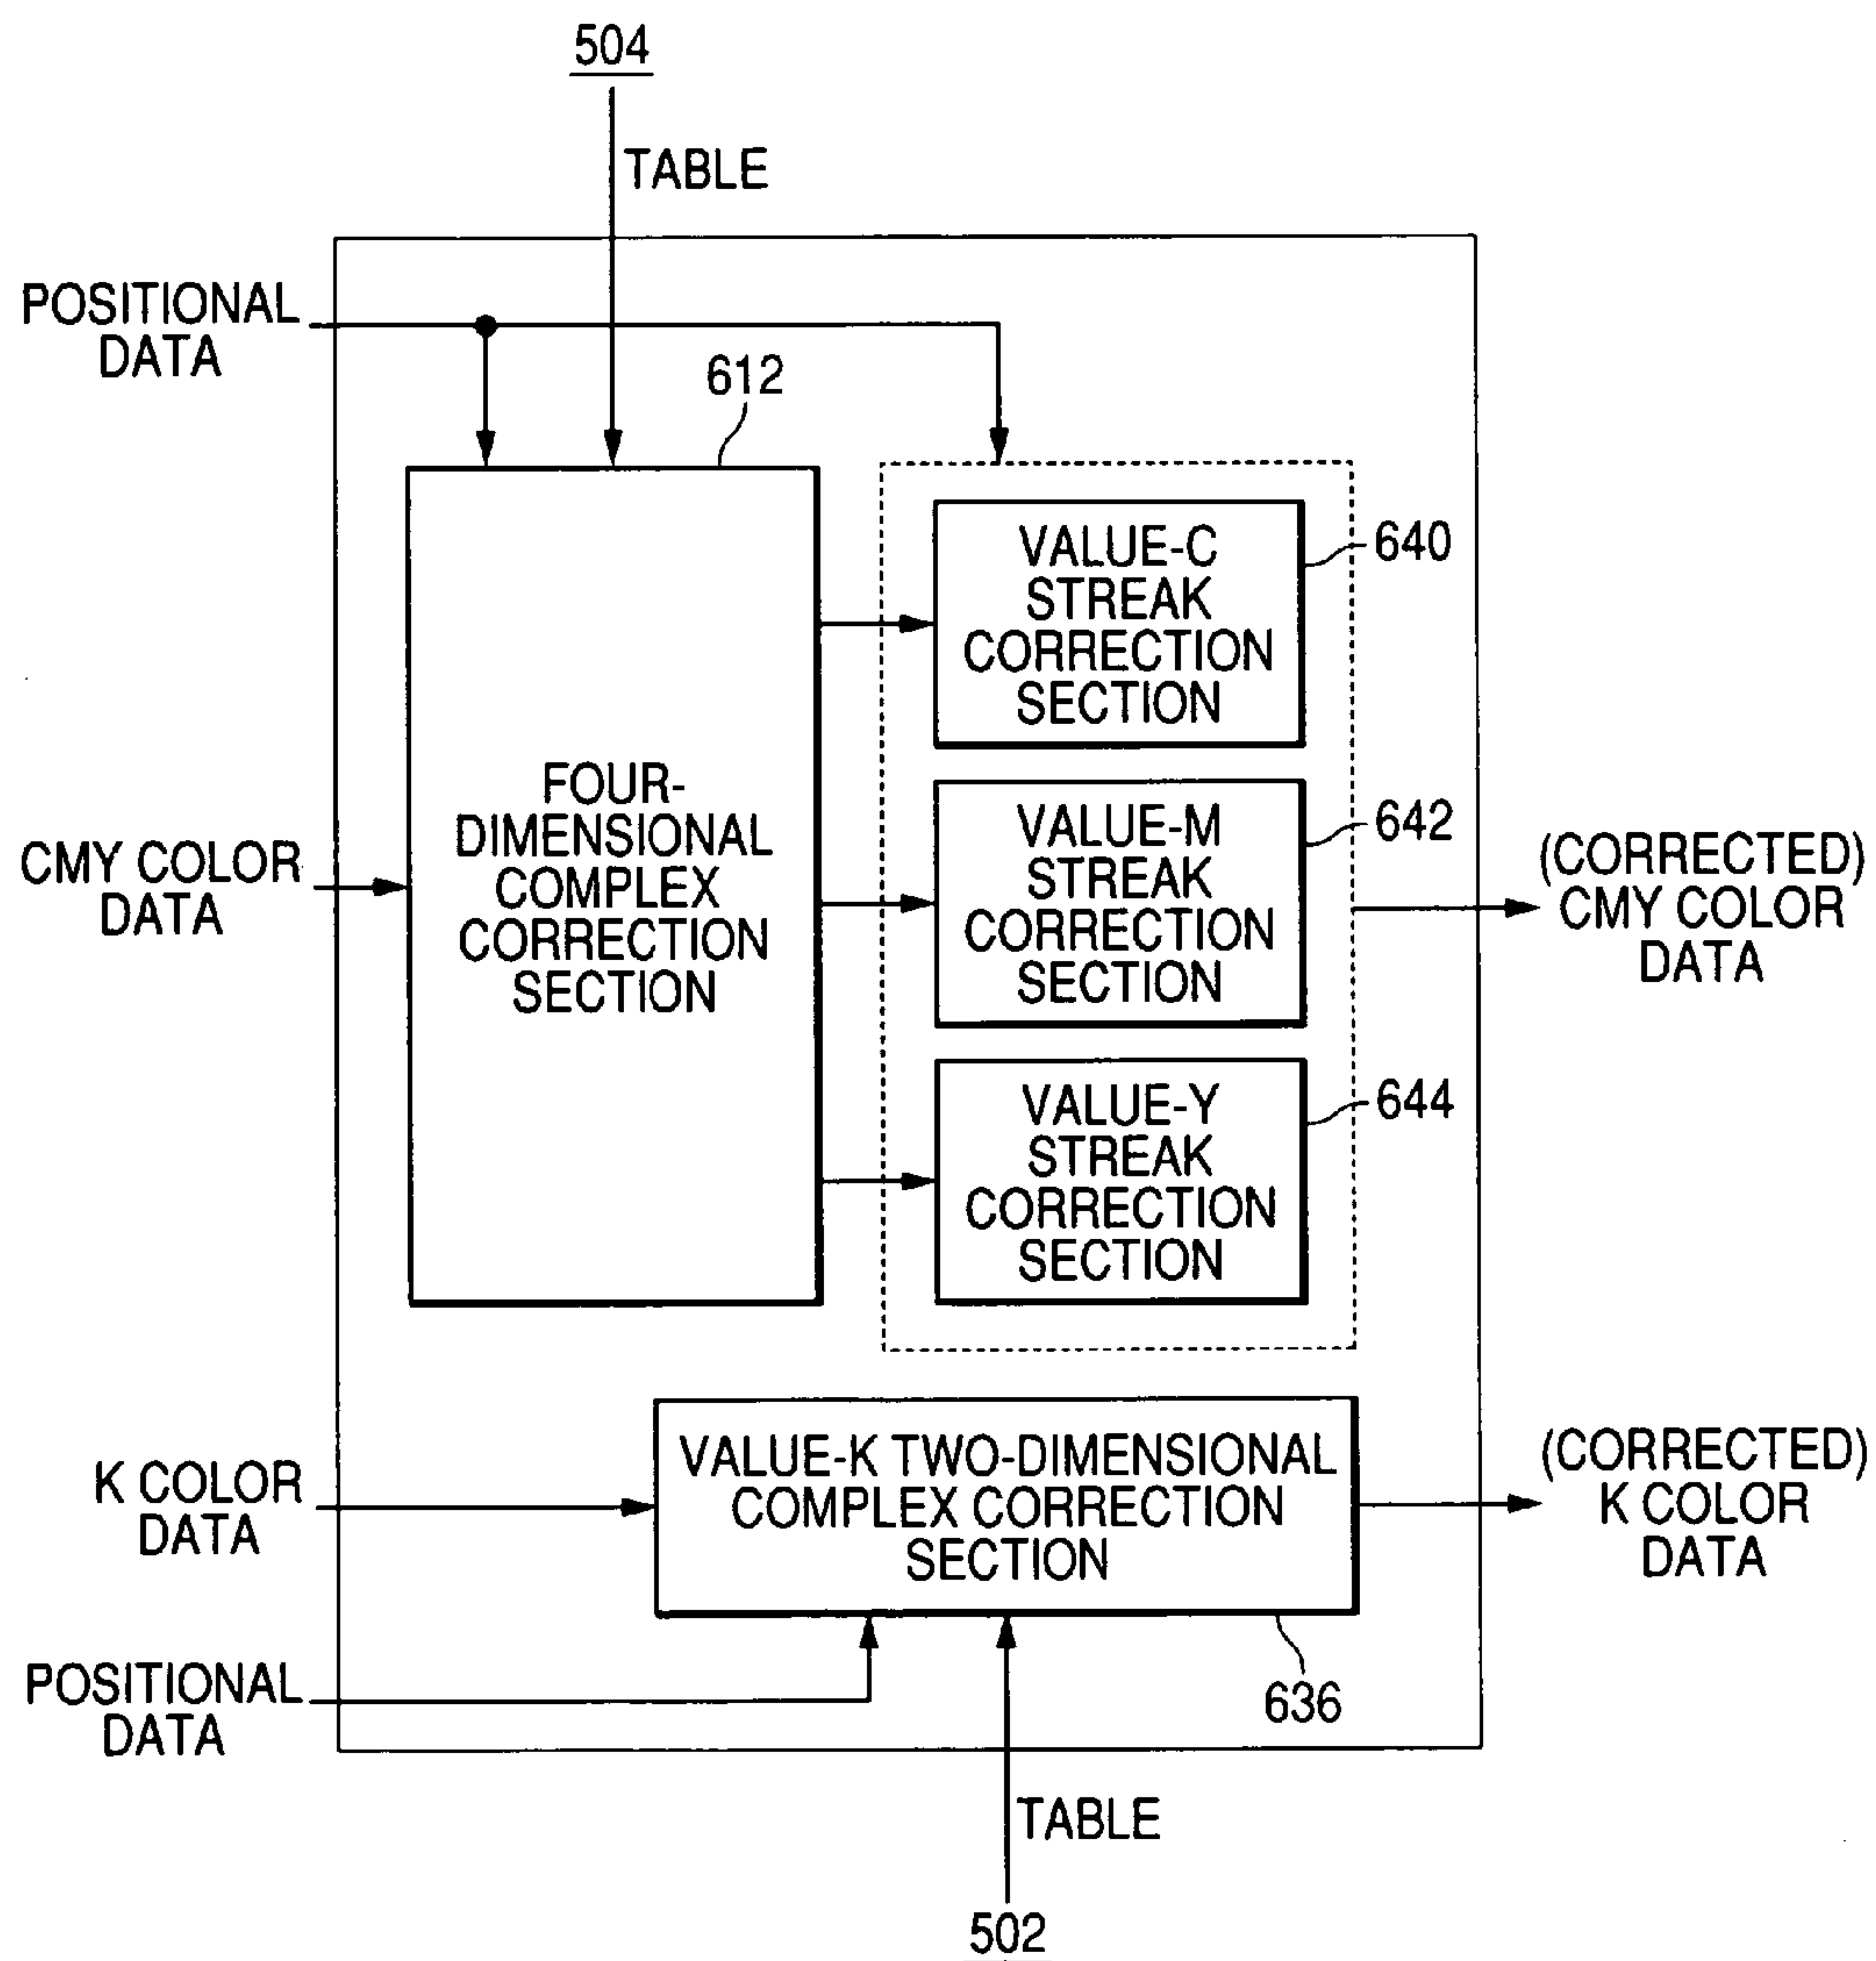 504
TABLE
POSITIONAL
DATA
612
VALUE-C
STREAK
CORRECTION
SECTION
640
FOUR-
DIMENSIONAL
COMPLEX
CORRECTION
SECTION
CMY COLOR
DATA
VALUE-M
STREAK
CORRECTION
SECTION
642
(CORRECTED)
CMY COLOR
DATA
VALUE-Y
STREAK
CORRECTION
SECTION
644
K COLOR
DATA
VALUE-K TWO-DIMENSIONAL
COMPLEX CORRECTION
SECTION
(CORRECTED)
K COLOR
DATA
POSITIONAL
DATA
636
TABLE
502